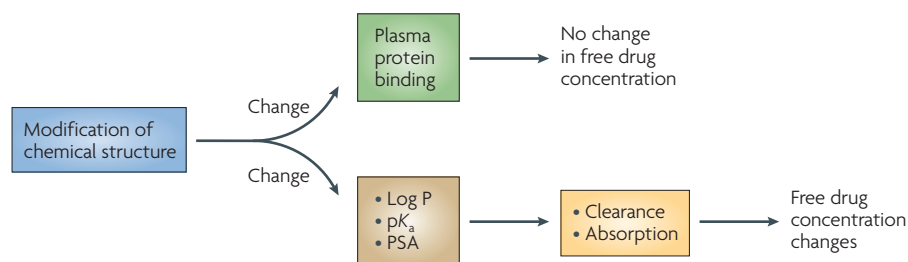 Modification of
chemical structure
Change
Change
Plasma
protein
binding
No change
in free drug
concentration
• Log P
• pKₐ
• PSA
• Clearance
• Absorption
Free drug
concentration
changes